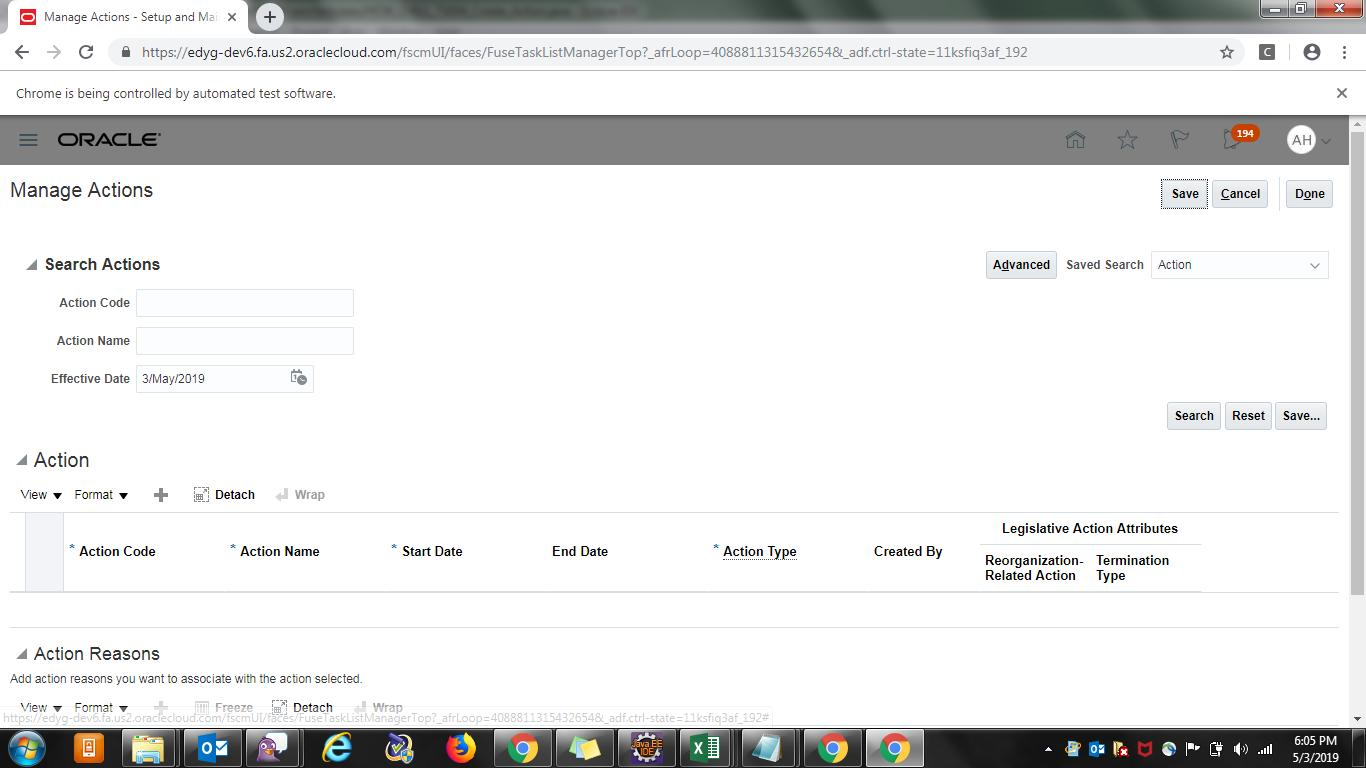 Manage Actions - Setup and Mai
https://edyg-dev6.fa.us2.oraclecloud.com/fscmUI/faces/FuseTaskListManagerTop?_afrLoop=4088811315432654&_adf.ctrl-state=11ksfiq3af_192
Chrome is being controlled by automated test software.
ORACLE
194
AH
Manage Actions
Save
Cancel
Done
Search Actions
Advanced
Saved Search
Action
Action Code
Action Name
Effective Date
3/May/2019
Search
Reset
Save...
Action
View
Format
Detach
Wrap
Legislative Action Attributes
* Action Code
* Action Name
* Start Date
End Date
* Action Type
Created By
Reorganization-
Related Action
Termination
Type
Action Reasons
Add action reasons you want to associate with the action selected.
View
Format
Freeze
Detach
Wrap
https://edyg-dev6.fa.us2.oraclecloud.com/fscmUI/faces/FuseTaskListManagerTop?_afrLoop=4088811315432654&_adf.ctrl-state=11ksfiq3af_192#
Java EE
IDE
6:05 PM
5/3/2019